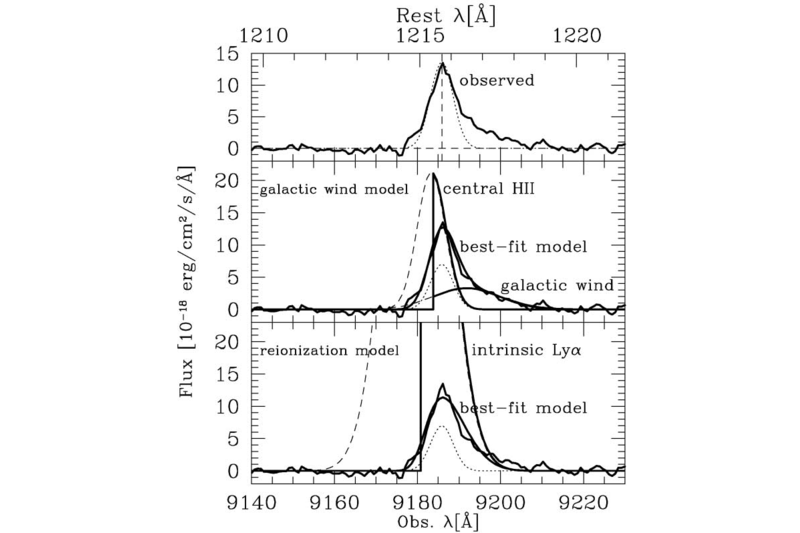 Rest λ[Å]
1210 1215 1220
15
observed
10
5
0
20
galactic wind model central HII
15
best-fit model
10
5
galactic wind
0
20
reionization model intrinsic Lyα
15
10
best-fit model
5
0
9140 9160 9180 9200 9220
Obs. λ[Å]
Flux [10⁻¹⁸ erg/cm²/s/Å]